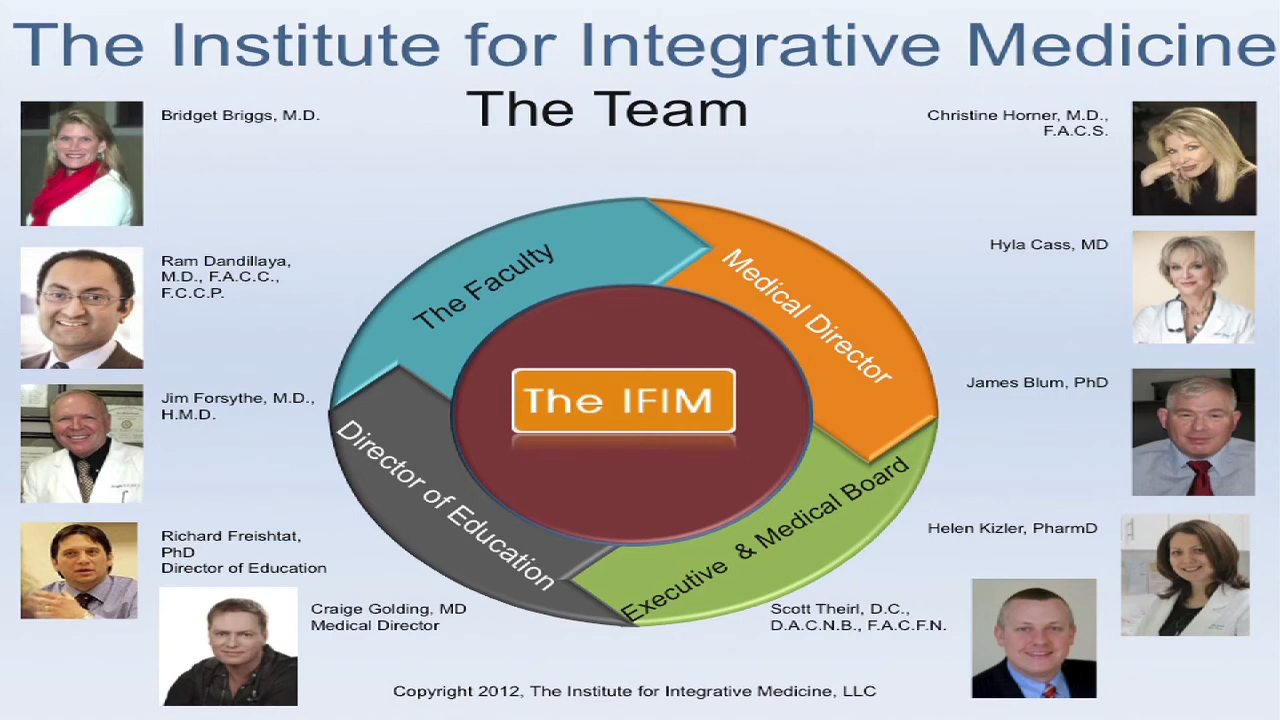 The Institute for Integrative Medicine
The Team
Bridget Briggs, M.D.
Ram Dandillaya,
M.D., F.A.C.C.,
F.C.C.P.
Jim Forsythe, M.D.,
H.M.D.
Richard Freishtat,
PhD
Director of Education
Craige Golding, MD
Medical Director
The Faculty
Medical Director
The IFIM
Director of Education
Executive & Medical Board
Christine Horner, M.D.,
F.A.C.S.
Hyla Cass, MD
James Blum, PhD
Helen Kizler, PharmD
Scott Theirl, D.C.,
D.A.C.N.B., F.A.C.F.N.
Copyright 2012, The Institute for Integrative Medicine, LLC